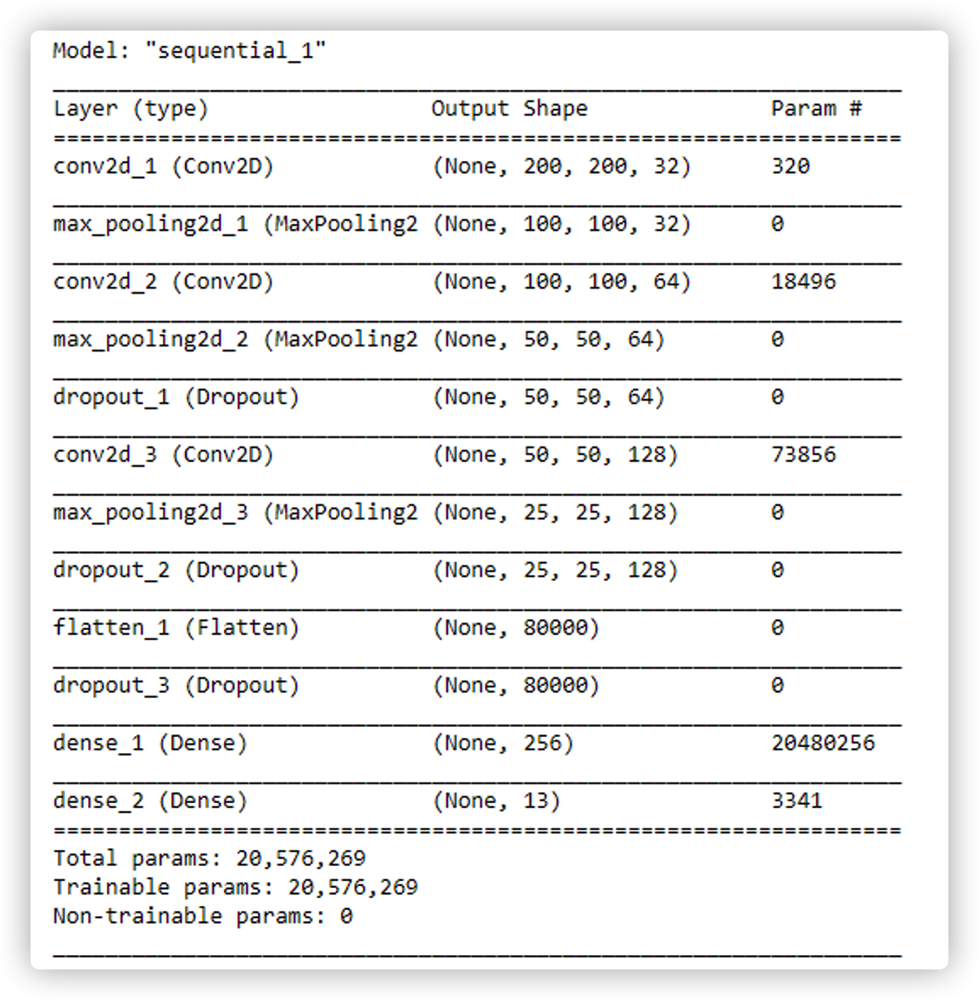 Model: "sequential_1"
_________________________________________________________________
Layer (type)                 Output Shape              Param #
=================================================================
conv2d_1 (Conv2D)            (None, 200, 200, 32)      320
_________________________________________________________________
max_pooling2d_1 (MaxPooling2 (None, 100, 100, 32)      0
_________________________________________________________________
conv2d_2 (Conv2D)            (None, 100, 100, 64)      18496
_________________________________________________________________
max_pooling2d_2 (MaxPooling2 (None, 50, 50, 64)        0
_________________________________________________________________
dropout_1 (Dropout)          (None, 50, 50, 64)        0
_________________________________________________________________
conv2d_3 (Conv2D)            (None, 50, 50, 128)       73856
_________________________________________________________________
max_pooling2d_3 (MaxPooling2 (None, 25, 25, 128)       0
_________________________________________________________________
dropout_2 (Dropout)          (None, 25, 25, 128)       0
_________________________________________________________________
flatten_1 (Flatten)          (None, 80000)             0
_________________________________________________________________
dropout_3 (Dropout)          (None, 80000)             0
_________________________________________________________________
dense_1 (Dense)              (None, 256)               20480256
_________________________________________________________________
dense_2 (Dense)              (None, 13)                3341
=================================================================
Total params: 20,576,269
Trainable params: 20,576,269
Non-trainable params: 0
_________________________________________________________________